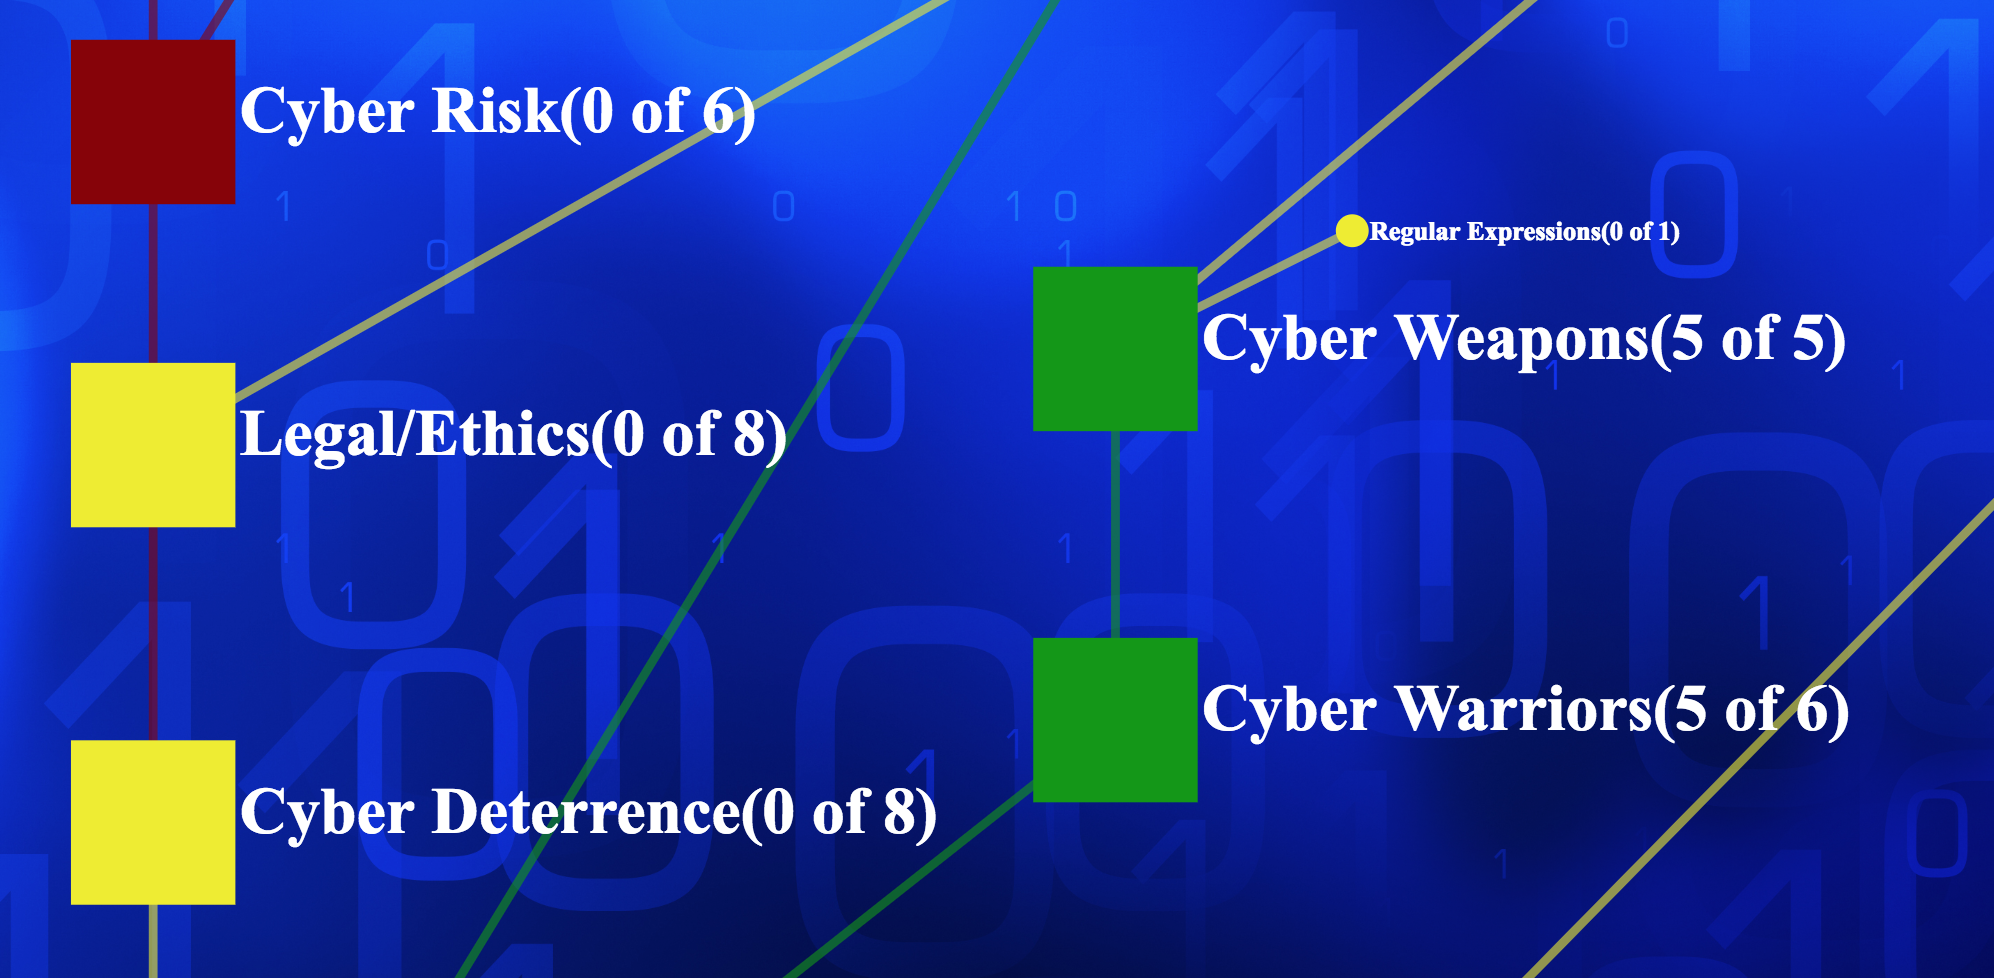 Cyber Risk(0 of 6)
Regular Expressions(0 of 1)
Cyber Weapons(5 of 5)
Legal/Ethics(0 of 8)
Cyber Warriors(5 of 6)
Cyber Deterrence(0 of 8)